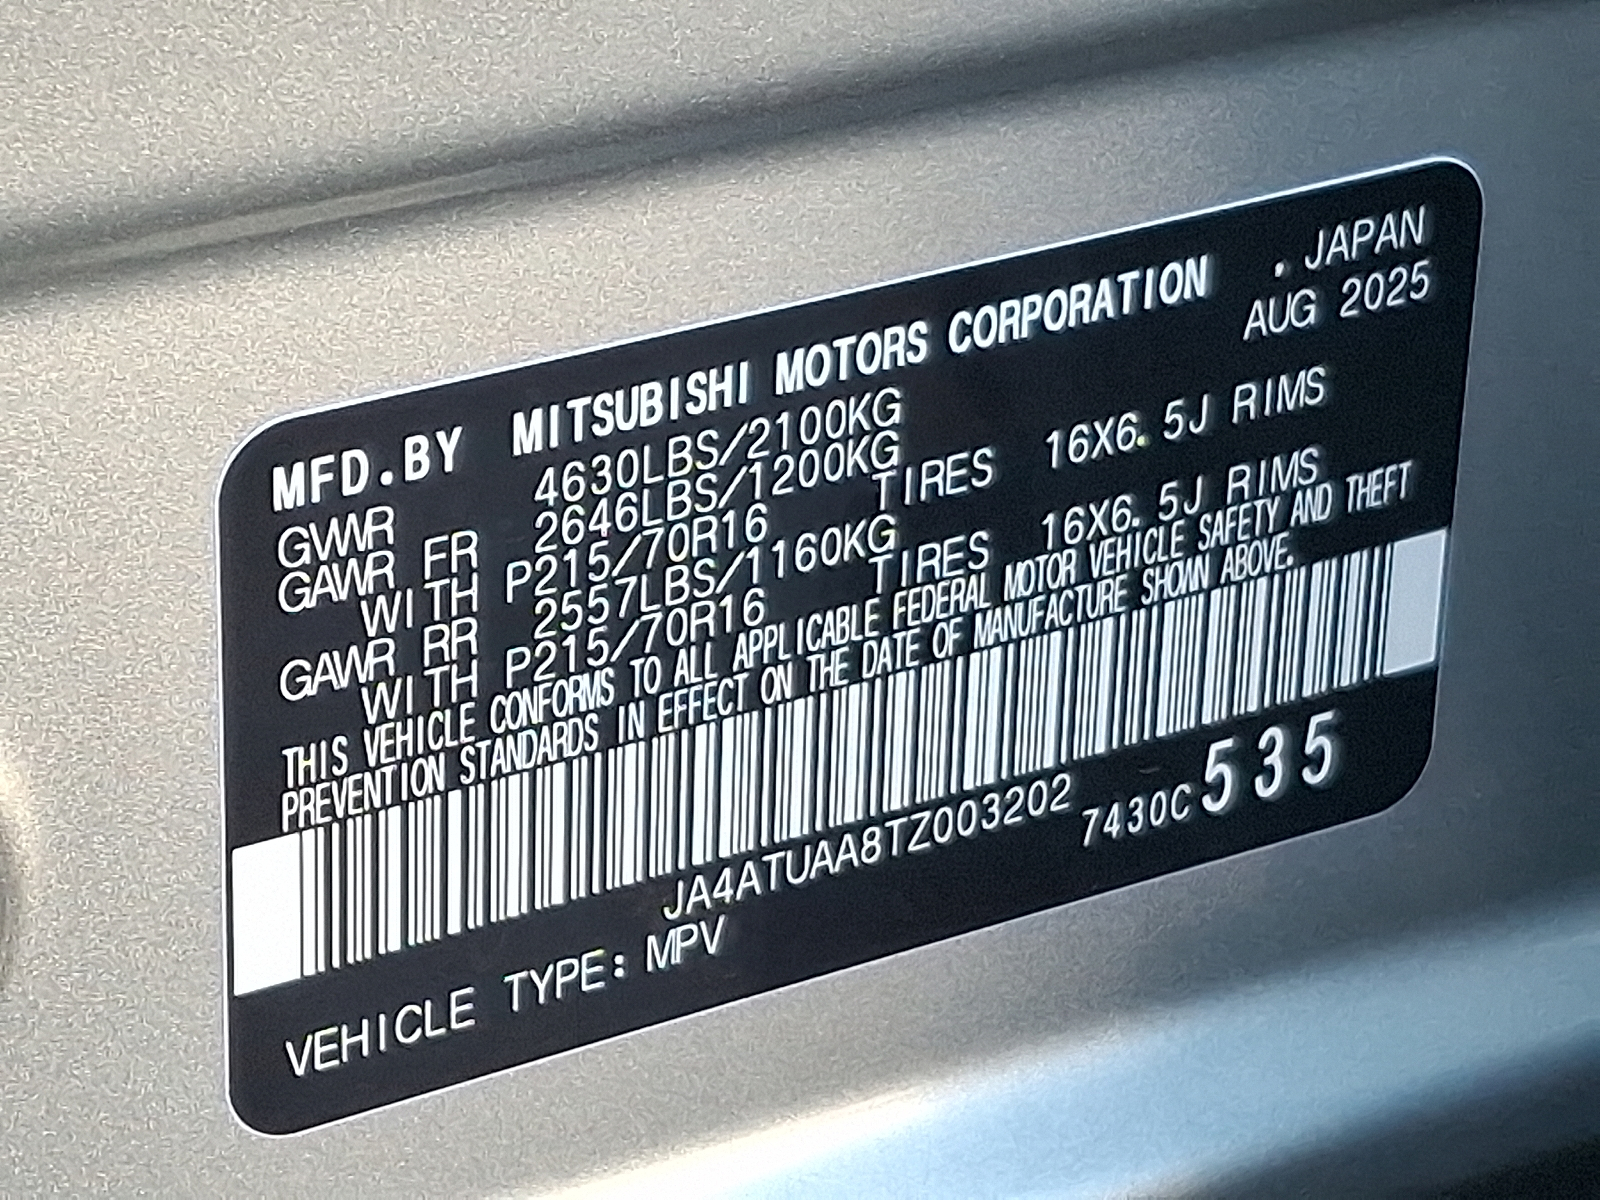 MFD.BY MITSUBISHI MOTORS CORPORATION . JAPAN
AUG 2025
GVWR 4630LBS/2100KG
GAWR FR 2646LBS/1200KG
WITH P215/70R16 TIRES 16X6.5J RIMS
GAWR RR 2557LBS/1160KG
WITH P215/70R16 TIRES 16X6.5J RIMS
THIS VEHICLE CONFORMS TO ALL APPLICABLE FEDERAL MOTOR VEHICLE SAFETY AND THEFT
PREVENTION STANDARDS IN EFFECT ON THE DATE OF MANUFACTURE SHOWN ABOVE.
JA4ATUAA8TZ003202 7430C 535
VEHICLE TYPE: MPV